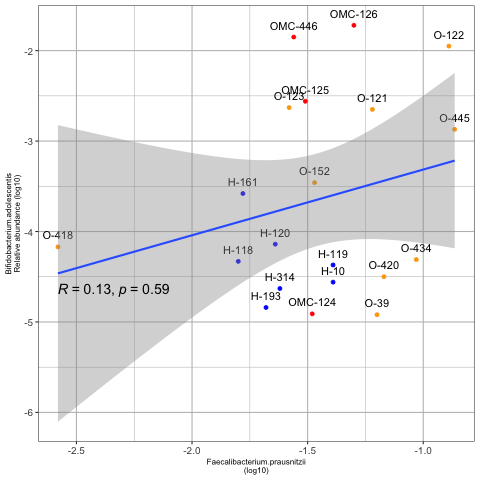 OMC-126
OMC-446
O-122
-2
OMC-125
O-123
O-121
O-445
-3
O-152
H-161
Bifidobacterium.adolescentis
Relative abundance (log10)
-4
O-418
H-120
H-118
H-119
O-434
H-10
O-420
R = 0.13, p = 0.59
H-314
H-193
OMC-124
O-39
-5
-6
-2.5
-2.0
-1.5
-1.0
Faecalibacterium.prausnitzii
(log10)